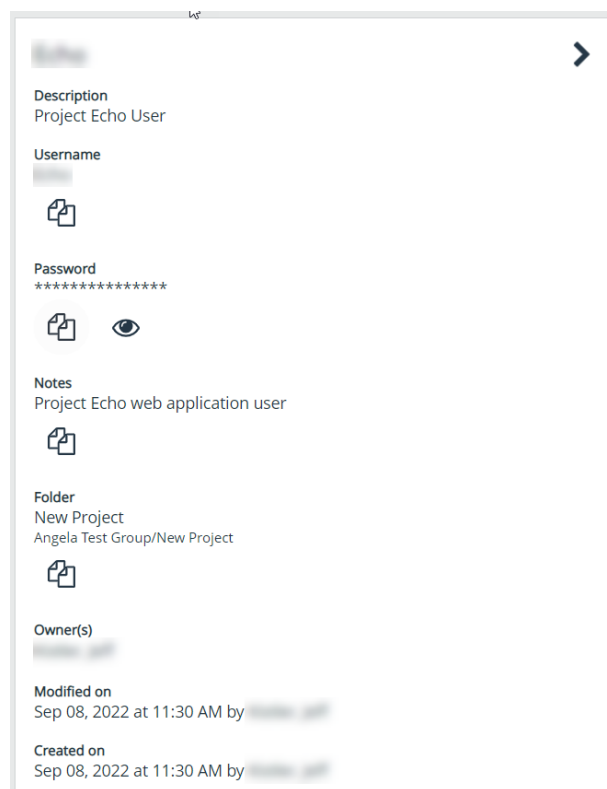 Description
Project Echo User
Username
Password
***************
Notes
Project Echo web application user
Folder
New Project
Angela Test Group/New Project
Owner(s)
Modified on
Sep 08, 2022 at 11:30 AM by
Created on
Sep 08, 2022 at 11:30 AM by